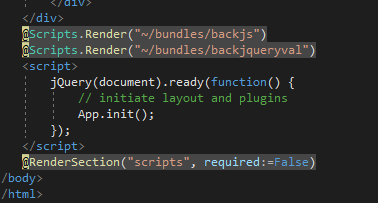 </div>
</div>
@Scripts.Render("~/bundles/backjs")
@Scripts.Render("~/bundles/backjqueryval")
<script>
jQuery(document).ready(function() {
// initiate layout and plugins
App.init();
});
</script>
@RenderSection("scripts", required:=False)
/body>
/html>